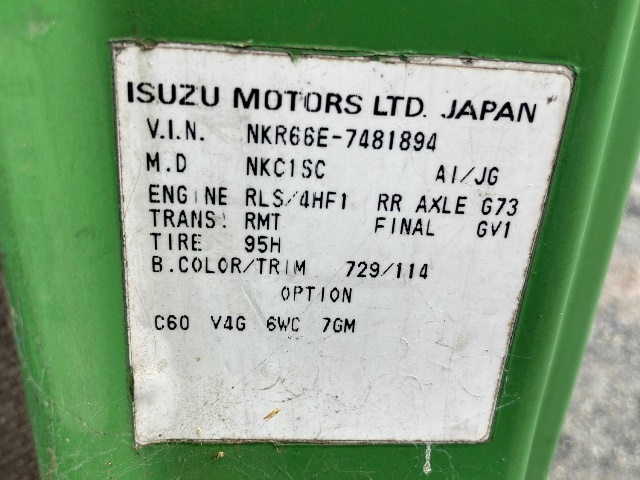 ISUZU MOTORS LTD. JAPAN
V.I.N. NKR66E-7481894
M.D NKC1SC A1/JG
ENGINE RLS/4HF1 RR AXLE G73
TRANS. RMT FINAL GV1
TIRE 95H
B.COLOR/TRIM 729/114
OPTION
C60 V4G 6WC 7GM